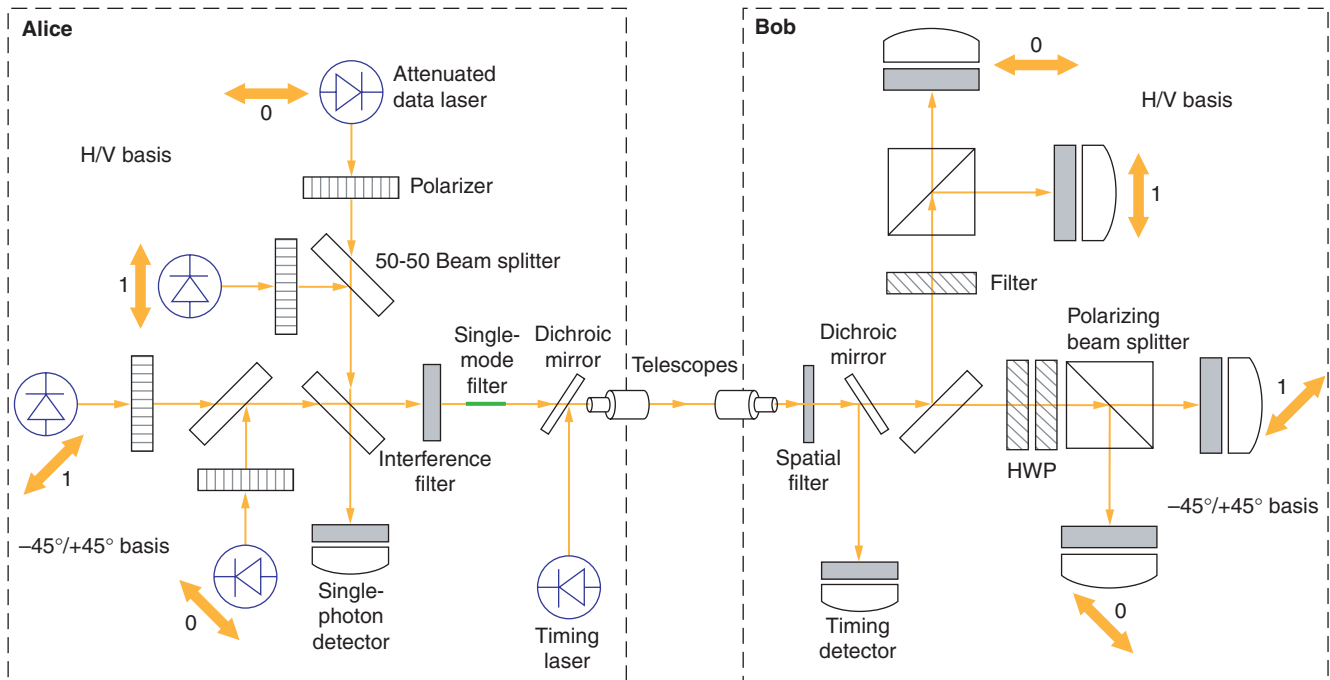 Alice
Attenuated
data laser
0
H/V basis
Polarizer
50-50 Beam splitter
1
Single-
mode filter
Dichroic
mirror
Interference
filter
1
–45°/+45° basis
0
Single-
photon
detector
Timing
laser
Telescopes
Bob
0
H/V basis
1
Filter
Dichroic
mirror
Polarizing
beam splitter
1
Spatial
filter
HWP
–45°/+45° basis
0
Timing
detector